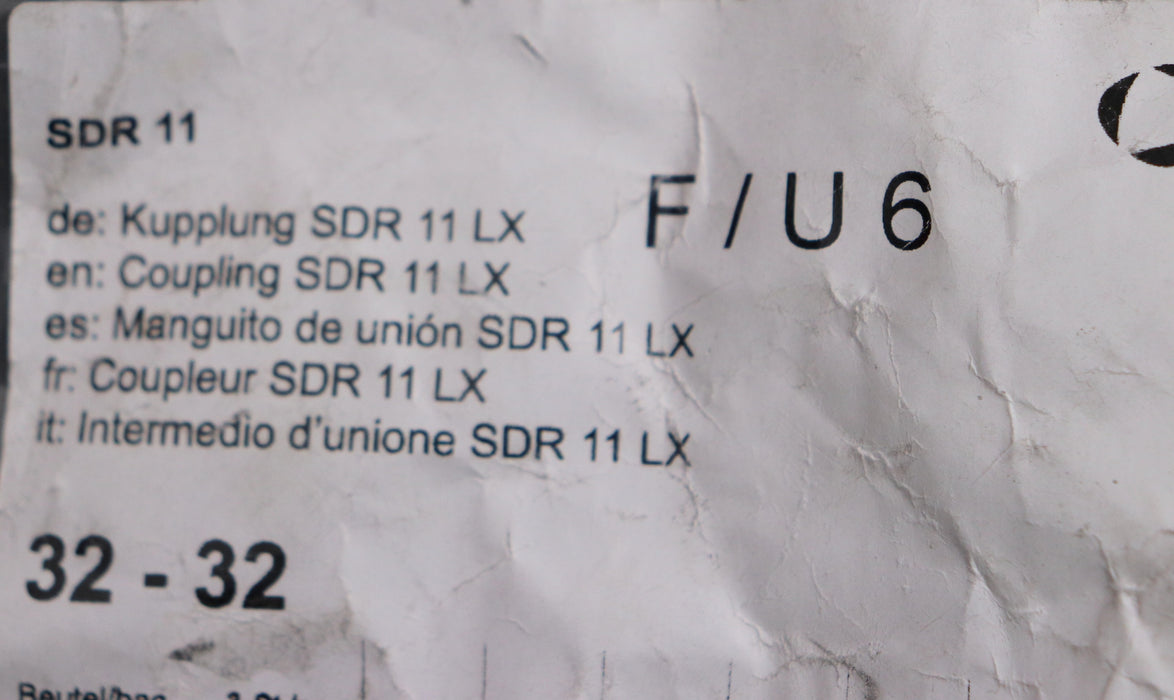 SDR 11
F / U 6
de: Kupplung SDR 11 LX
en: Coupling SDR 11 LX
es: Manguito de unión SDR 11 LX
fr: Coupleur SDR 11 LX
it: Intermedio d'unione SDR 11 LX
32 - 32